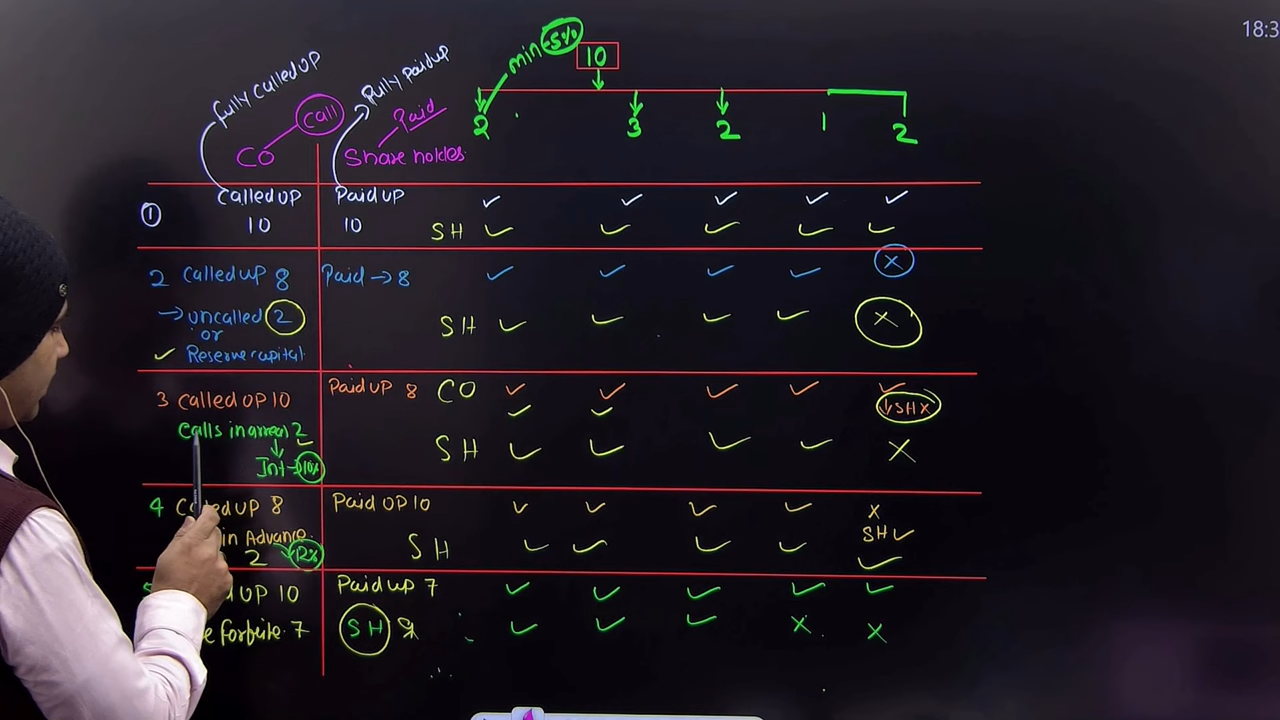 18:3
min 5%
10
fully called up
fully paid up
call
Paid
CO
Share holder
2 3 2 1 2
① Called up Paid up ✓ ✓ ✓ ✓ ✓
10 10 SH ✓ ✓ ✓ ✓ ✓
2 Called up 8 Paid → 8 ✓ ✓ ✓ ✓ ✗
→ uncalled 2 SH ✓ ✓ ✓ ✓ ✗
or
✓ Reserve capital
3 Called up 10 Paid up 8 CO ✓ ✓ ✓ ✓ ✓
SH x
Calls in arrear 2 SH ✓ ✓ ✓ ✓ ✗
Int → 10%
4 Called up 8 Paid up 10 ✓ ✓ ✓ ✓ x
in Advance SH ✓ ✓ ✓ ✓ SH ✓ ✓
2 12%
up 10 Paid up 7 ✓ ✓ ✓ ✓ ✓
forfeite 7 SH ✓ ✓ ✓ x x